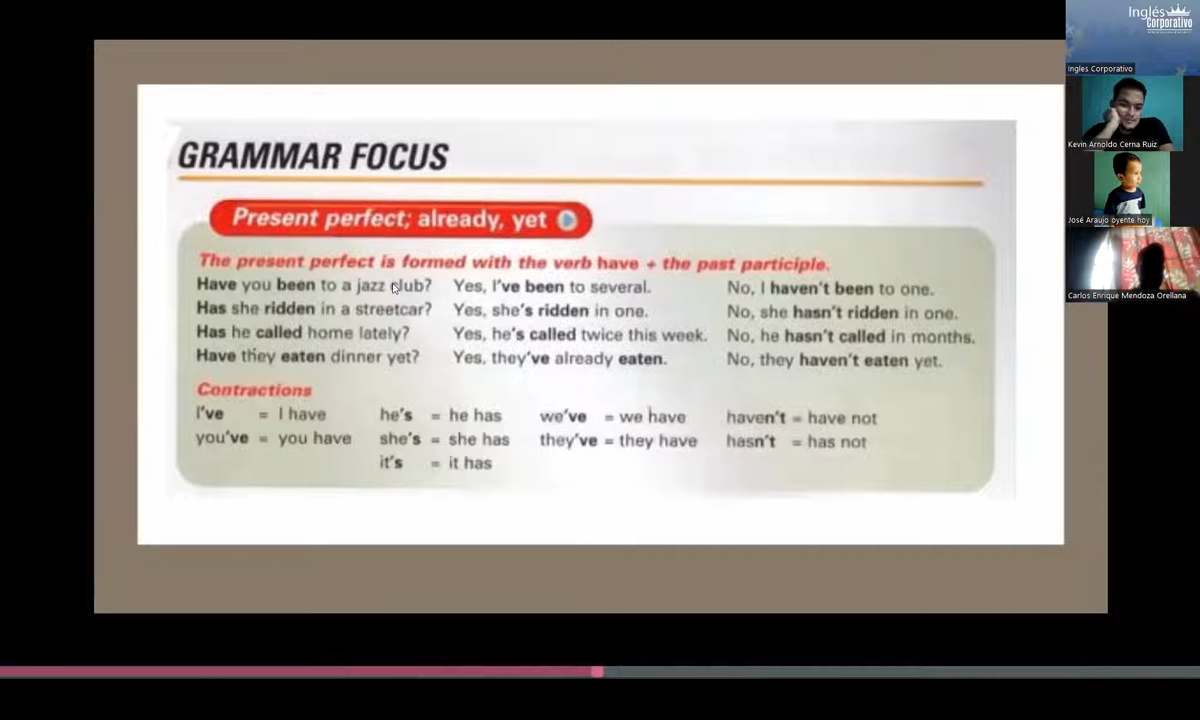 GRAMMAR FOCUS
Present perfect; already, yet
The present perfect is formed with the verb have + the past participle.
Have you been to a jazz club? Yes, I've been to several. No, I haven't been to one.
Has she ridden in a streetcar? Yes, she's ridden in one. No, she hasn't ridden in one.
Has he called home lately? Yes, he's called twice this week. No, he hasn't called in months.
Have they eaten dinner yet? Yes, they've already eaten. No, they haven't eaten yet.
Contractions
I've = I have he's = he has we've = we have haven't = have not
you've = you have she's = she has they've = they have hasn't = has not
it's = it has
Inglés
Corporativo
Ingles Corporativo
Kevin Arnoldo Cerna Ruiz
José Araujo oyente hoy
Carlos Enrique Mendoza Orellana